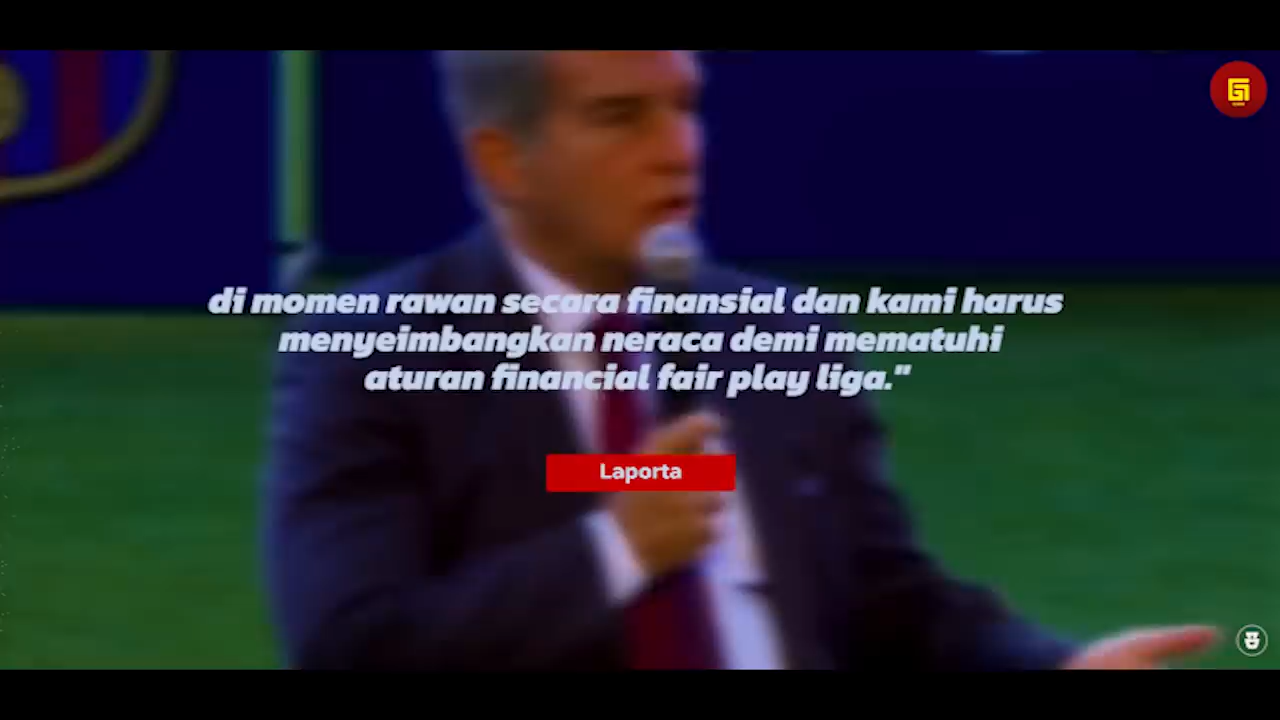 di momen rawan secara finansial dan kami harus
menyeimbangkan neraca demi mematuhi
aturan financial fair play liga."
Laporta